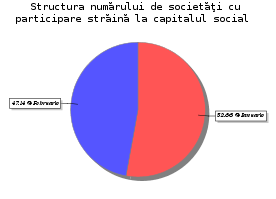 Structura numărului de societăţi cu
participare străină la capitalul social
47.14 % Februarie
52.86 % Ianuarie